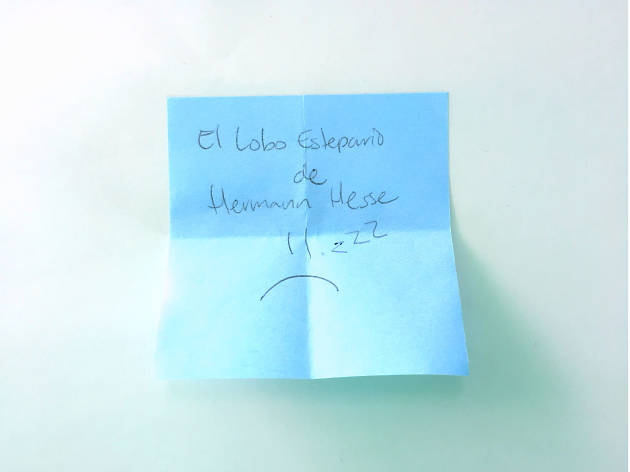 El Lobo Estepario
de
Hermann Hesse
zzz